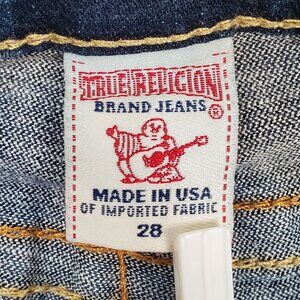 TRUE RELIGION
BRAND JEANS
®
MADE IN USA
OF IMPORTED FABRIC
28